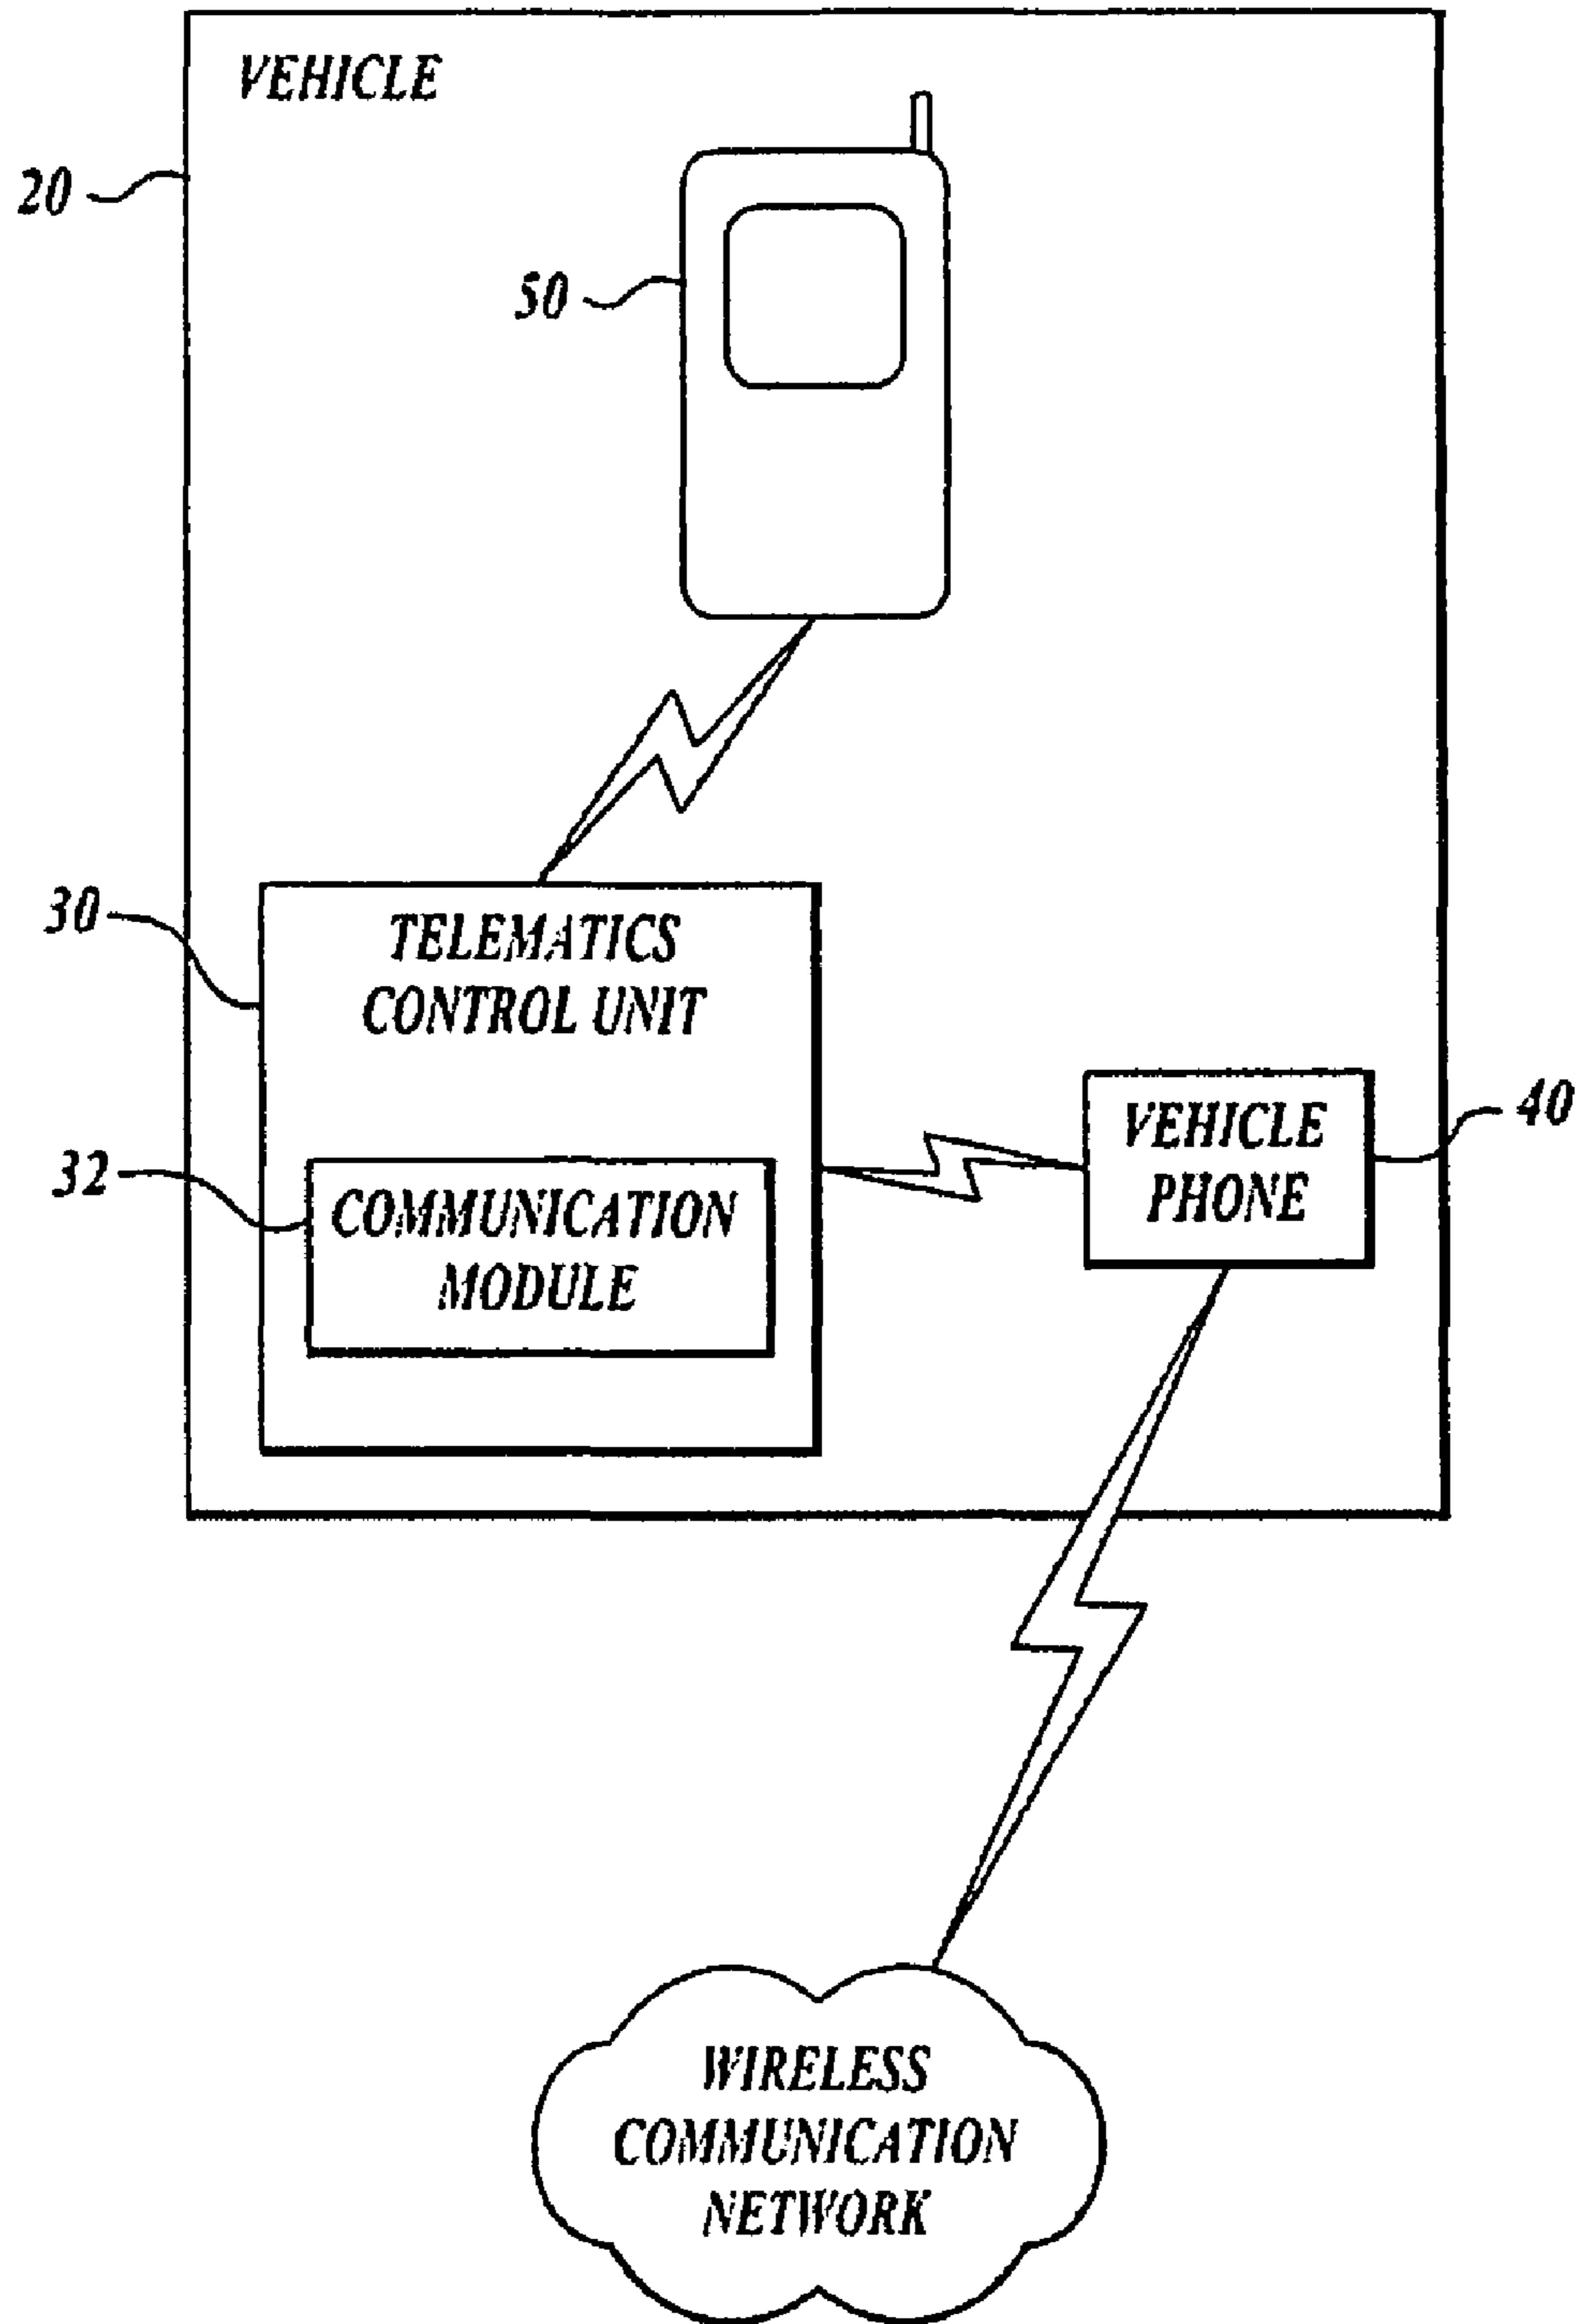 VEHICLE
20
50
30
TELEMATICS
CONTROL UNIT
32
COMMUNICATION
MODULE
VEHICLE
PHONE
40
WIRELESS
COMMUNICATION
NETWORK